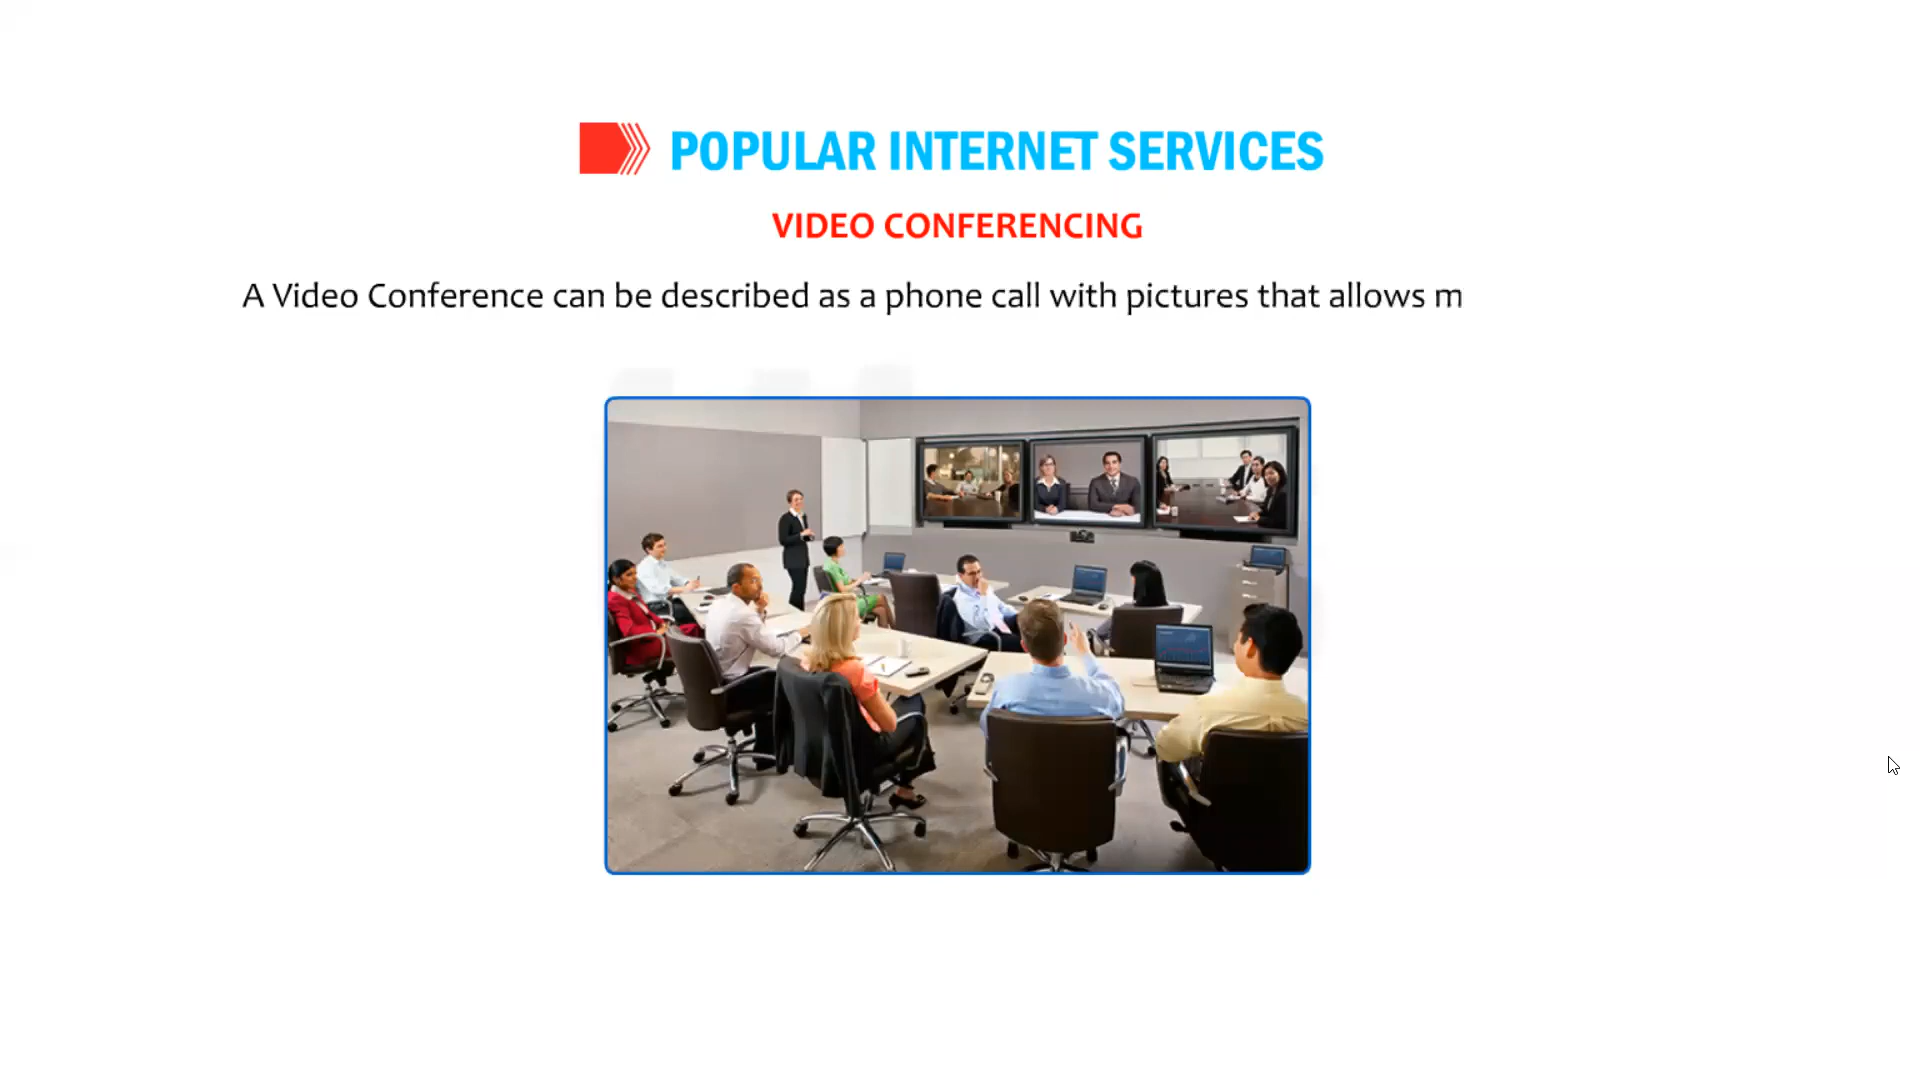 POPULAR INTERNET SERVICES
VIDEO CONFERENCING
A Video Conference can be described as a phone call with pictures that allows m